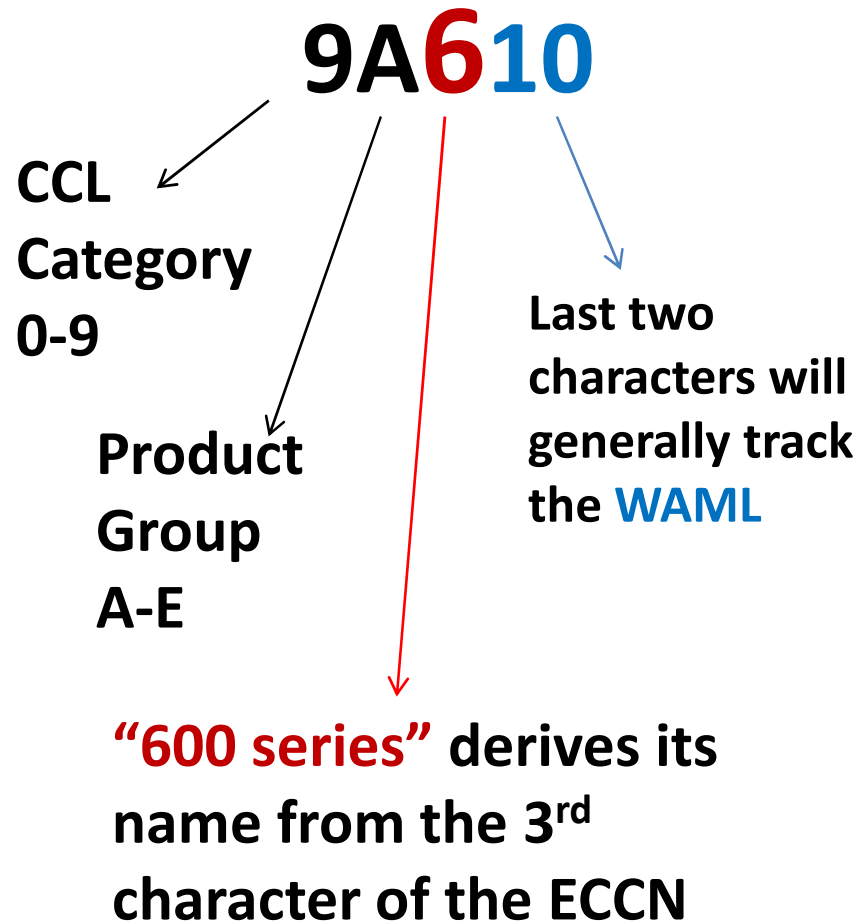 9A610
CCL
Category
0-9
Last two
characters will
generally track
the WAML
Product
Group
A-E
“600 series” derives its
name from the 3rd
character of the ECCN